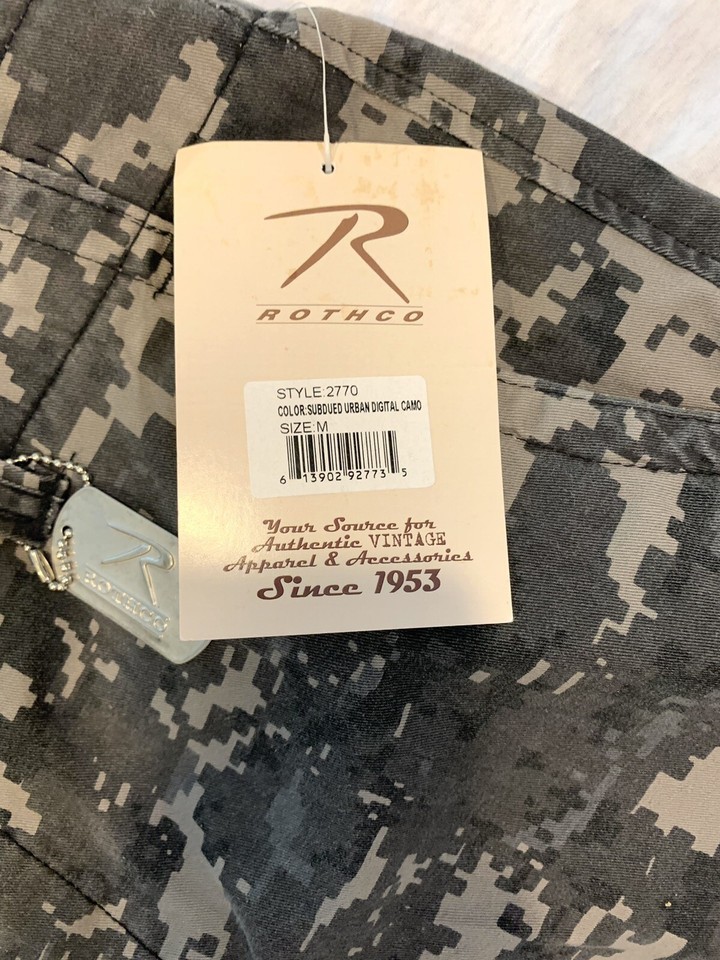 R
ROTHCO
STYLE:2770
COLOR:SUBDUED URBAN DIGITAL CAMO
SIZE:M
6 13902 92773 5
Your Source for
Authentic VINTAGE
Apparel & Accessories
Since 1953
R
ROTHCO